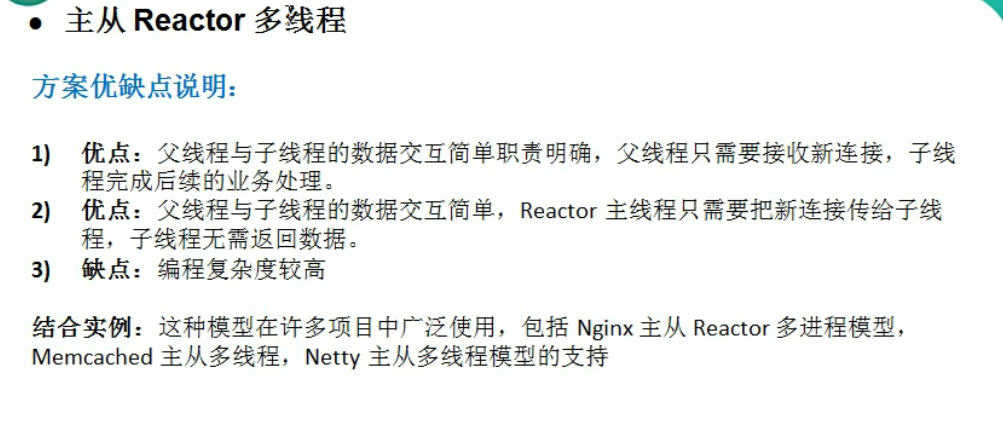 ● 主从 Reactor 多线程
方案优缺点说明：
1) 优点：父线程与子线程的数据交互简单职责明确，父线程只需要接收新连接，子线
程完成后续的业务处理。
2) 优点：父线程与子线程的数据交互简单，Reactor 主线程只需要把新连接传给子线
程，子线程无需返回数据。
3) 缺点：编程复杂度较高
结合实例：这种模型在许多项目中广泛使用，包括 Nginx 主从 Reactor 多进程模型，
Memcached 主从多线程，Netty 主从多线程模型的支持